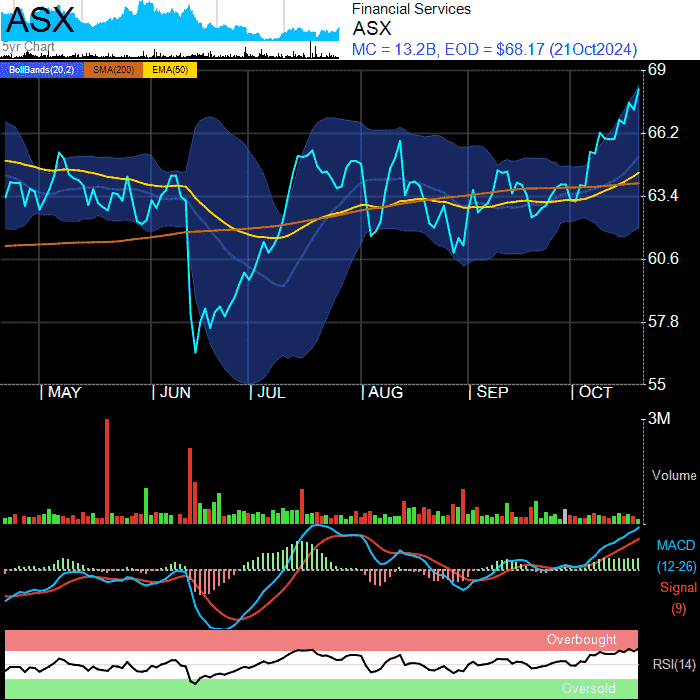 ASX
5yr Chart
Financial Services
ASX
MC = 13.2B, EOD = $68.17 (21Oct2024)
BollBands(20,2) SMA(200) EMA(50)
69
66.2
63.4
60.6
57.8
55
MAY JUN JUL AUG SEP OCT
3M
Volume
MACD
(12-26)
Signal
(9)
Overbought
RSI(14)
Oversold